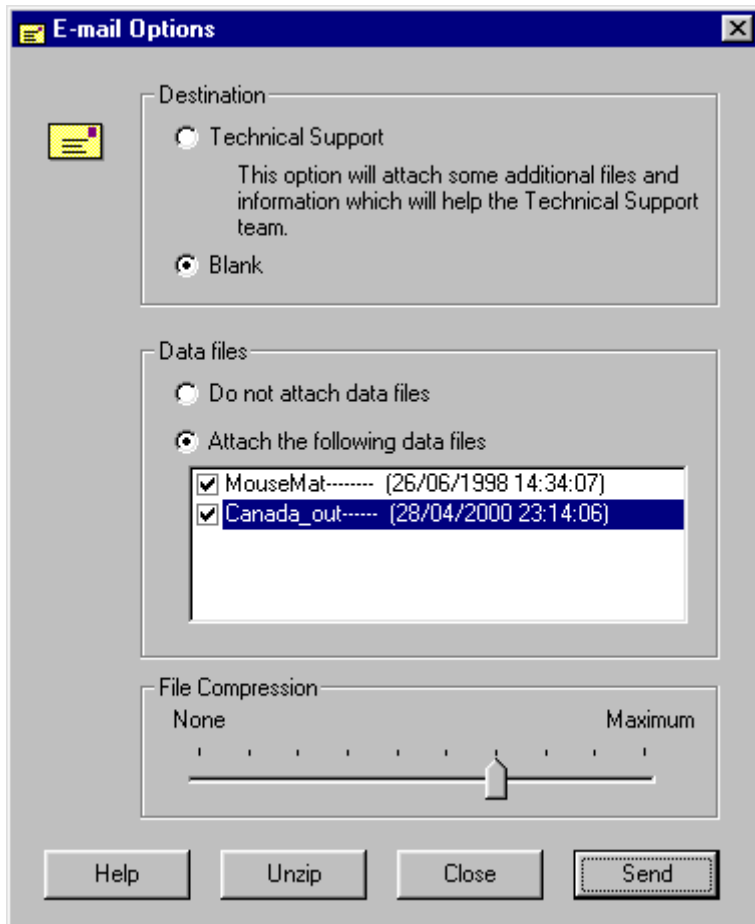 E-mail Options
Destination
Technical Support
This option will attach some additional files and
information which will help the Technical Support
team.
Blank
Data files
Do not attach data files
Attach the following data files
MouseMat-------- (26/06/1998 14:34:07)
Canada_out------ (28/04/2000 23:14:06)
File Compression
None Maximum
Help Unzip Close Send